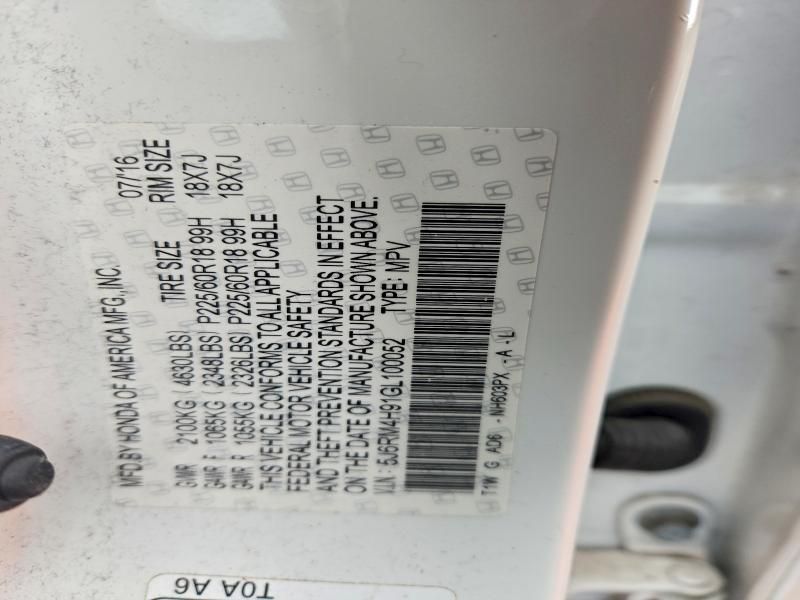 MFD.BY HONDA OF AMERICA MFG., INC. 07/16
GVWR 2100KG 4630LBS TIRE SIZE RIM SIZE
GAWR F 1065KG (2348LBS) P225/60R18 99H 18X7J
GAWR R 1055KG (2326LBS) P225/60R18 99H 18X7J
THIS VEHICLE CONFORMS TO ALL APPLICABLE
FEDERAL MOTOR VEHICLE SAFETY
AND THEFT PREVENTION STANDARDS IN EFFECT
ON THE DATE OF MANUFACTURE SHOWN ABOVE.
V.I.N.: 5J6RM4H91GL100052 TYPE: MPV
T1W G AD6 - NH603PX - A - L
T0A A6